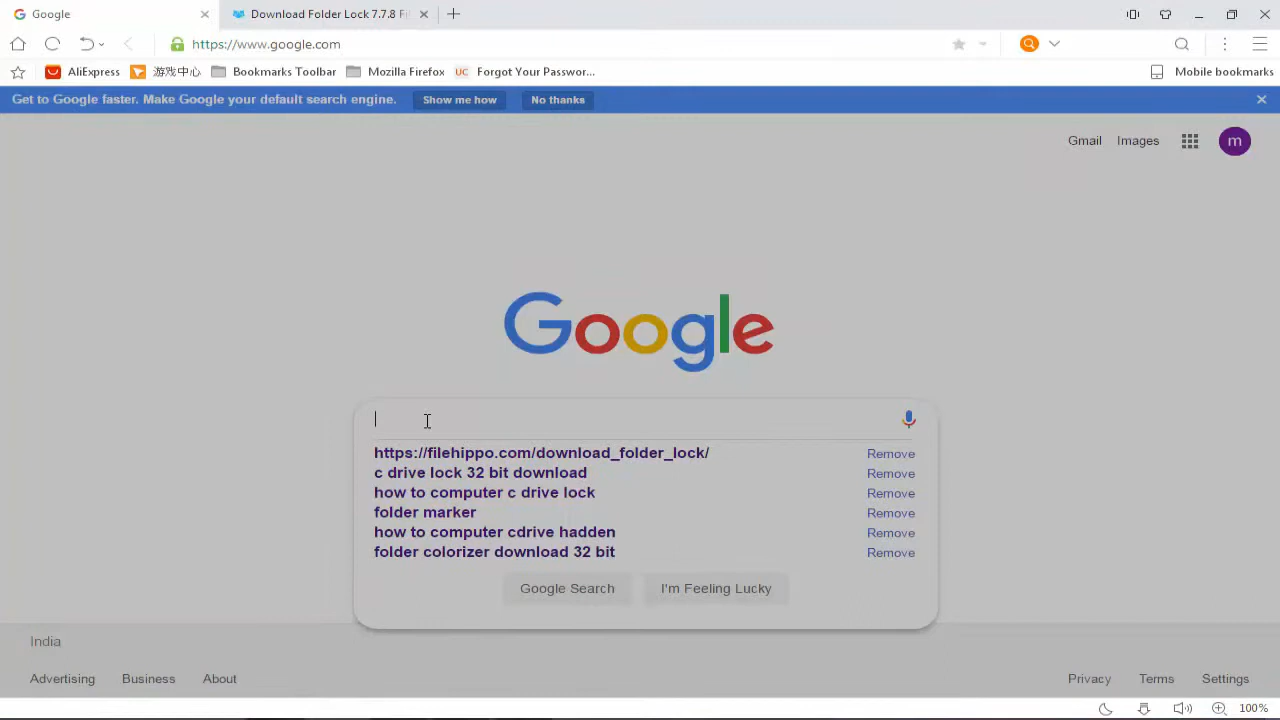 Google
Download Folder Lock 7.7.8 Fi
https://www.google.com
AliExpress 游戏中心 Bookmarks Toolbar Mozilla Firefox UC Forgot Your Passwor... Mobile bookmarks
Get to Google faster. Make Google your default search engine. Show me how No thanks
Gmail Images m
Google
https://filehippo.com/download_folder_lock/ Remove
c drive lock 32 bit download Remove
how to computer c drive lock Remove
folder marker Remove
how to computer cdrive hadden Remove
folder colorizer download 32 bit Remove
Google Search I'm Feeling Lucky
India
Advertising Business About Privacy Terms Settings
100%